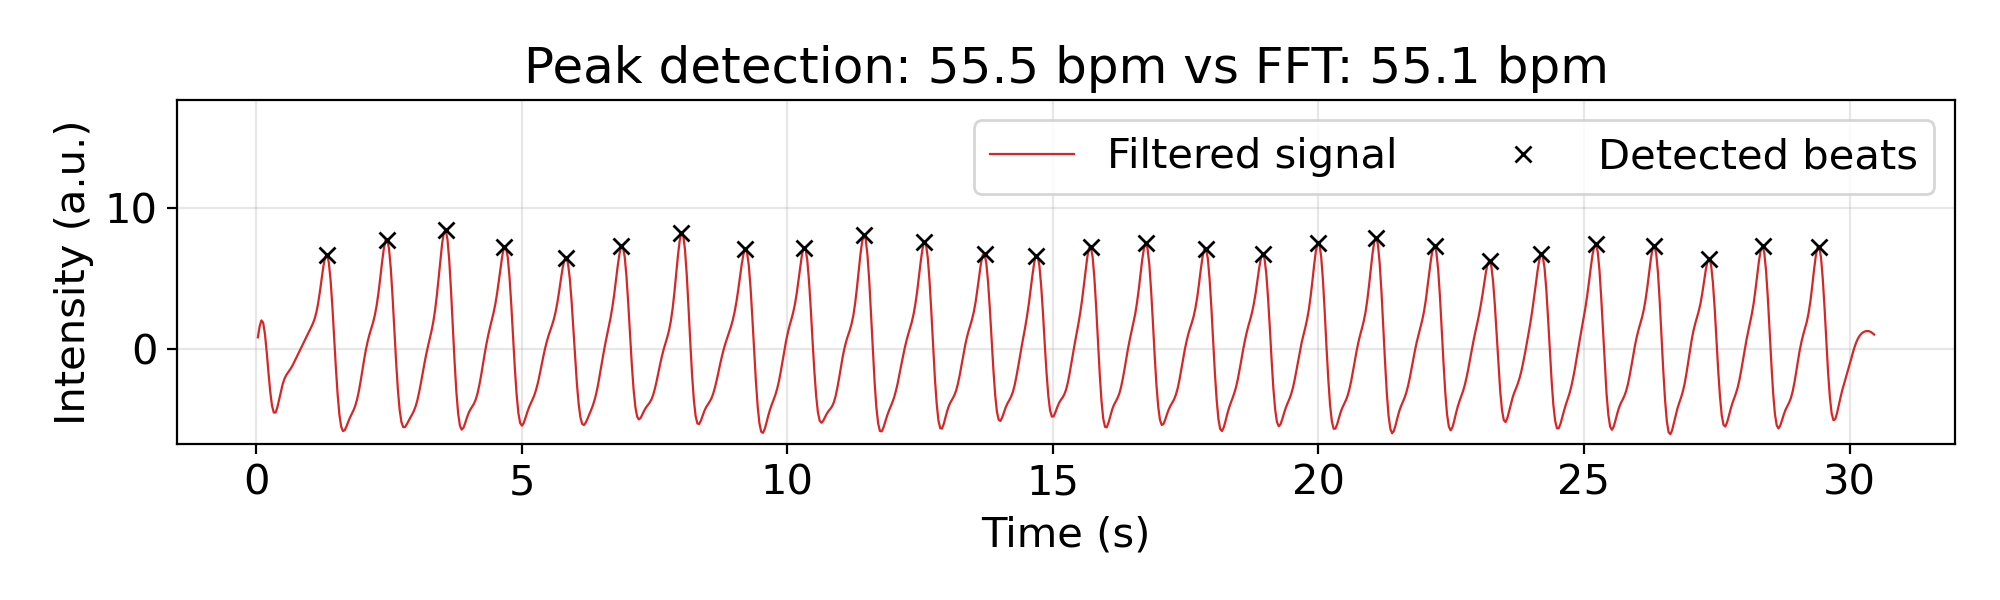 Peak detection: 55.5 bpm vs FFT: 55.1 bpm
Filtered signal
Detected beats
Intensity (a.u.)
10
0
0
5
10
15
20
25
30
Time (s)